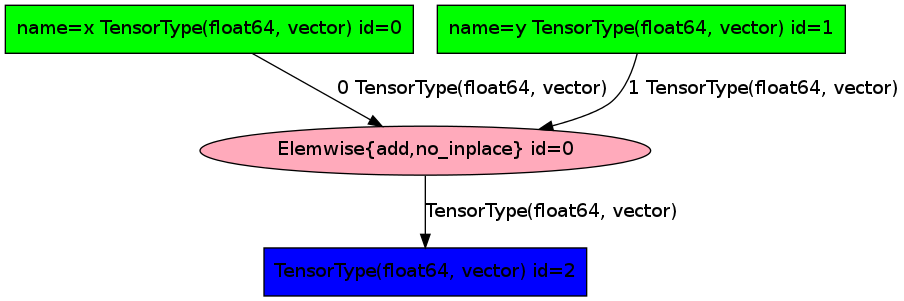 name=x TensorType(float64, vector) id=0
name=y TensorType(float64, vector) id=1
0 TensorType(float64, vector)
1 TensorType(float64, vector)
Elemwise{add,no_inplace} id=0
TensorType(float64, vector)
TensorType(float64, vector) id=2